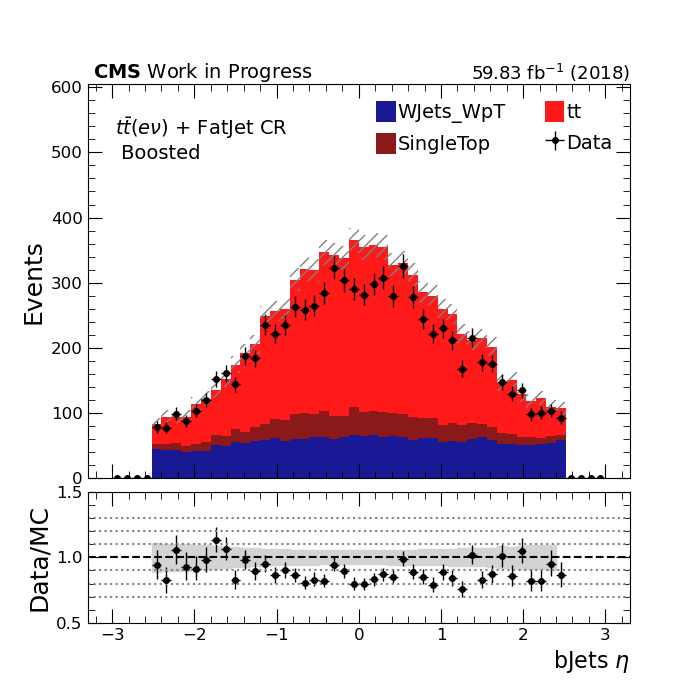 CMS Work in Progress 59.83 fb⁻¹ (2018)
600
500
400
300
200
100
0
Events
tt̄(eν) + FatJet CR
Boosted
WJets_WpT
tt
SingleTop
Data
1.5
1.0
0.5
Data/MC
−3 −2 −1 0 1 2 3
bJets η